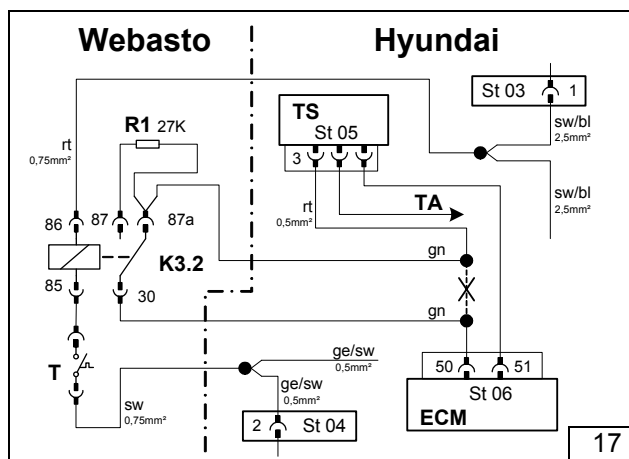 Webasto
Hyundai
St 03 1
TS
St 05
sw/bl
2,5mm²
R1 27K
3
rt
0,75mm²
rt
0,5mm²
TA
sw/bl
2,5mm²
86 87 87a
K3.2
gn
85 30
gn
T
ge/sw
0,5mm²
ge/sw
0,5mm²
50 51
St 06
sw
0,75mm²
2 St 04
ECM
17